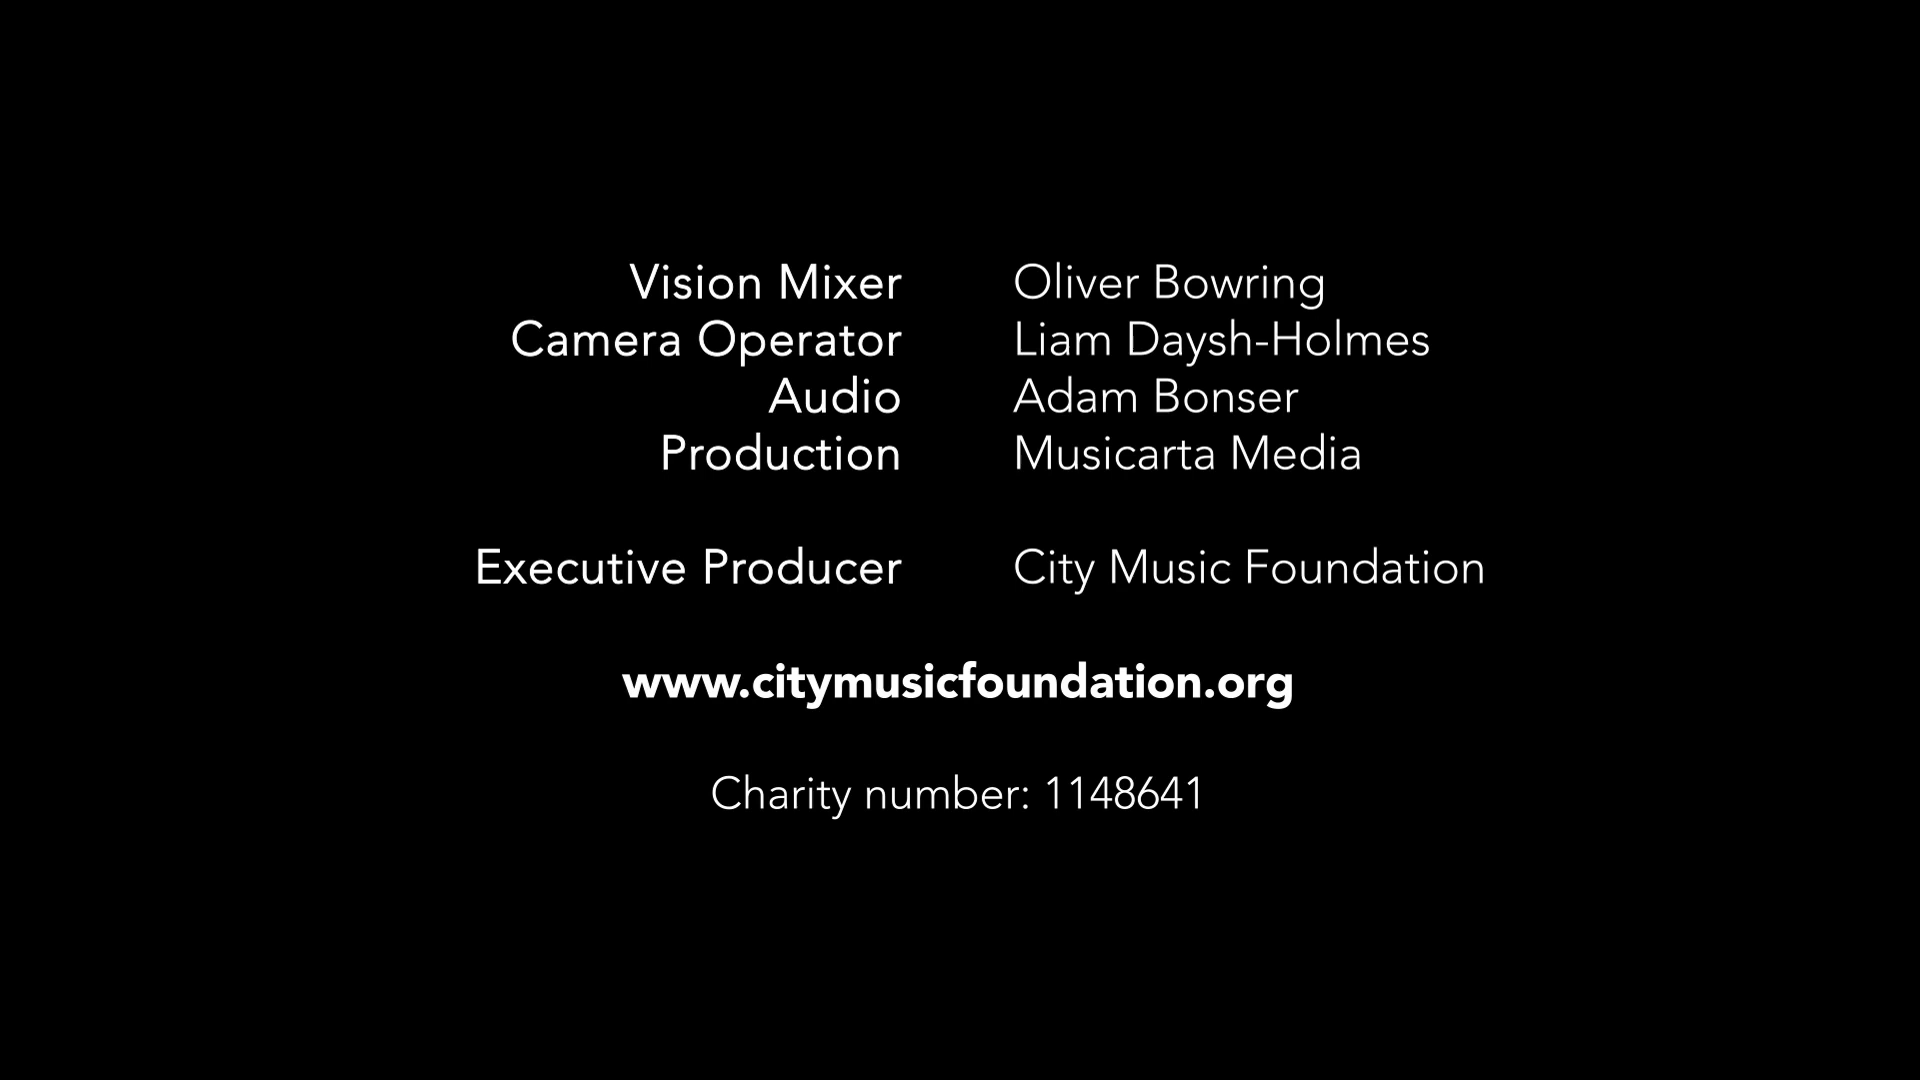 Vision Mixer Oliver Bowring
Camera Operator Liam Daysh-Holmes
Audio Adam Bonser
Production Musicarta Media
Executive Producer City Music Foundation
www.citymusicfoundation.org
Charity number: 1148641